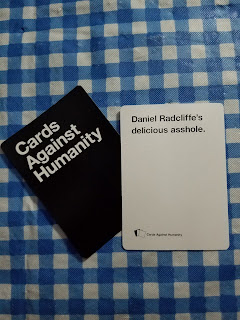 Cards
Against
Humanity
Daniel Radcliffe's
delicious asshole.
Cards Against Humanity